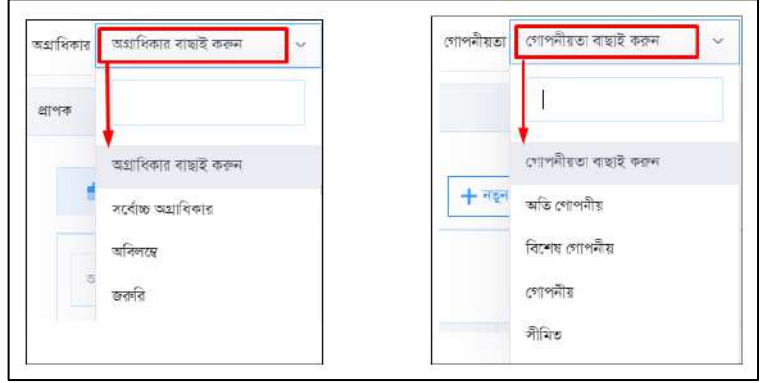 অগ্রাধিকার অগ্রাধিকার বাছাই করুন
প্রাপক
অগ্রাধিকার বাছাই করুন
সর্বোচ্চ অগ্রাধিকার
অবিলম্বে
জরুরি
গোপনীয়তা গোপনীয়তা বাছাই করুন
গোপনীয়তা বাছাই করুন
+ নতুন
অতি গোপনীয়
বিশেষ গোপনীয়
গোপনীয়
সীমিত